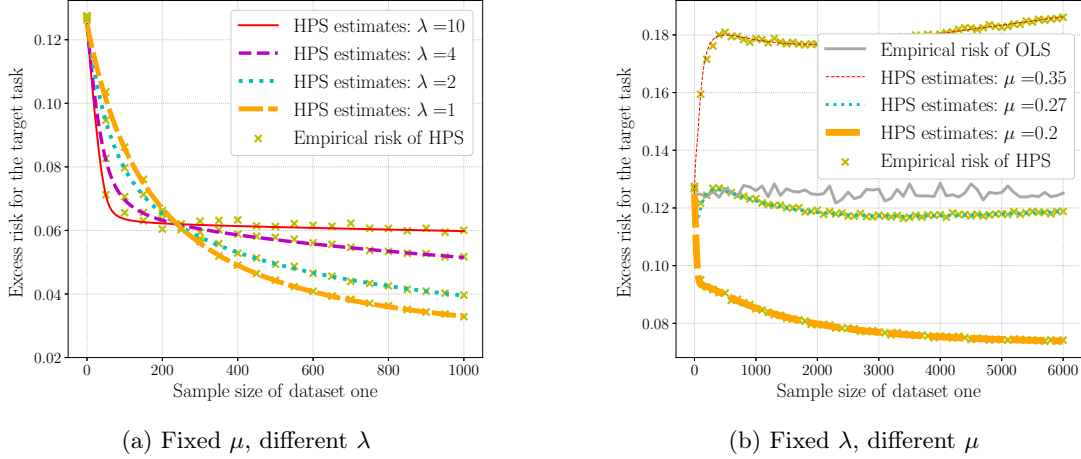 Excess risk for the target task
0.12
0.10
0.08
0.06
0.04
0.02
HPS estimates: λ =10
HPS estimates: λ =4
HPS estimates: λ =2
HPS estimates: λ =1
Empirical risk of HPS
0 200 400 600 800 1000
Sample size of dataset one
(a) Fixed μ, different λ
Excess risk for the target task
0.18
0.16
0.14
0.12
0.10
0.08
Empirical risk of OLS
HPS estimates: μ =0.35
HPS estimates: μ =0.27
HPS estimates: μ =0.2
Empirical risk of HPS
0 1000 2000 3000 4000 5000 6000
Sample size of dataset one
(b) Fixed λ, different μ